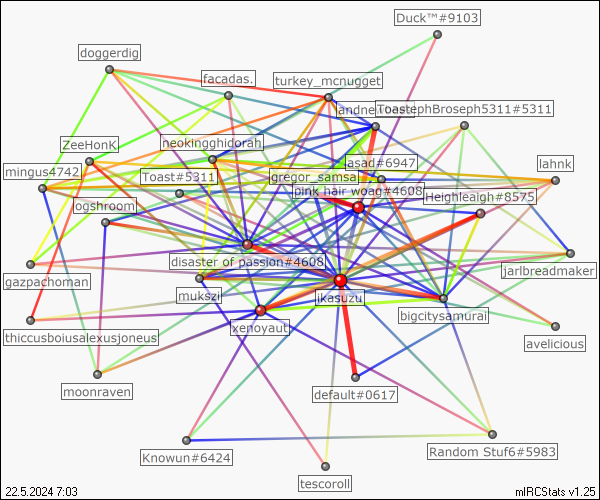 Duck™#9103
doggerdig
facadas.
turkey_mcnugget
ToastephBroseph5311#5311
ZeeHonK
neokingghidorah
asad#6947
lahnk
mingus4742
Toast#5311
gregor_samsa
pink hair woag#4608
Heighleaigh#8575
ogshroom
disaster of passion#4608
jarlbreadmaker
gazpachoman
mukszi
ikasuzu
bigcitysamurai
thiccusboiusalexusjoneus
xenoyaut
avelicious
moonraven
default#0617
Knowun#6424
Random Stuf6#5983
tescoroll
22.5.2024 7:03
mIRCStats v1.25